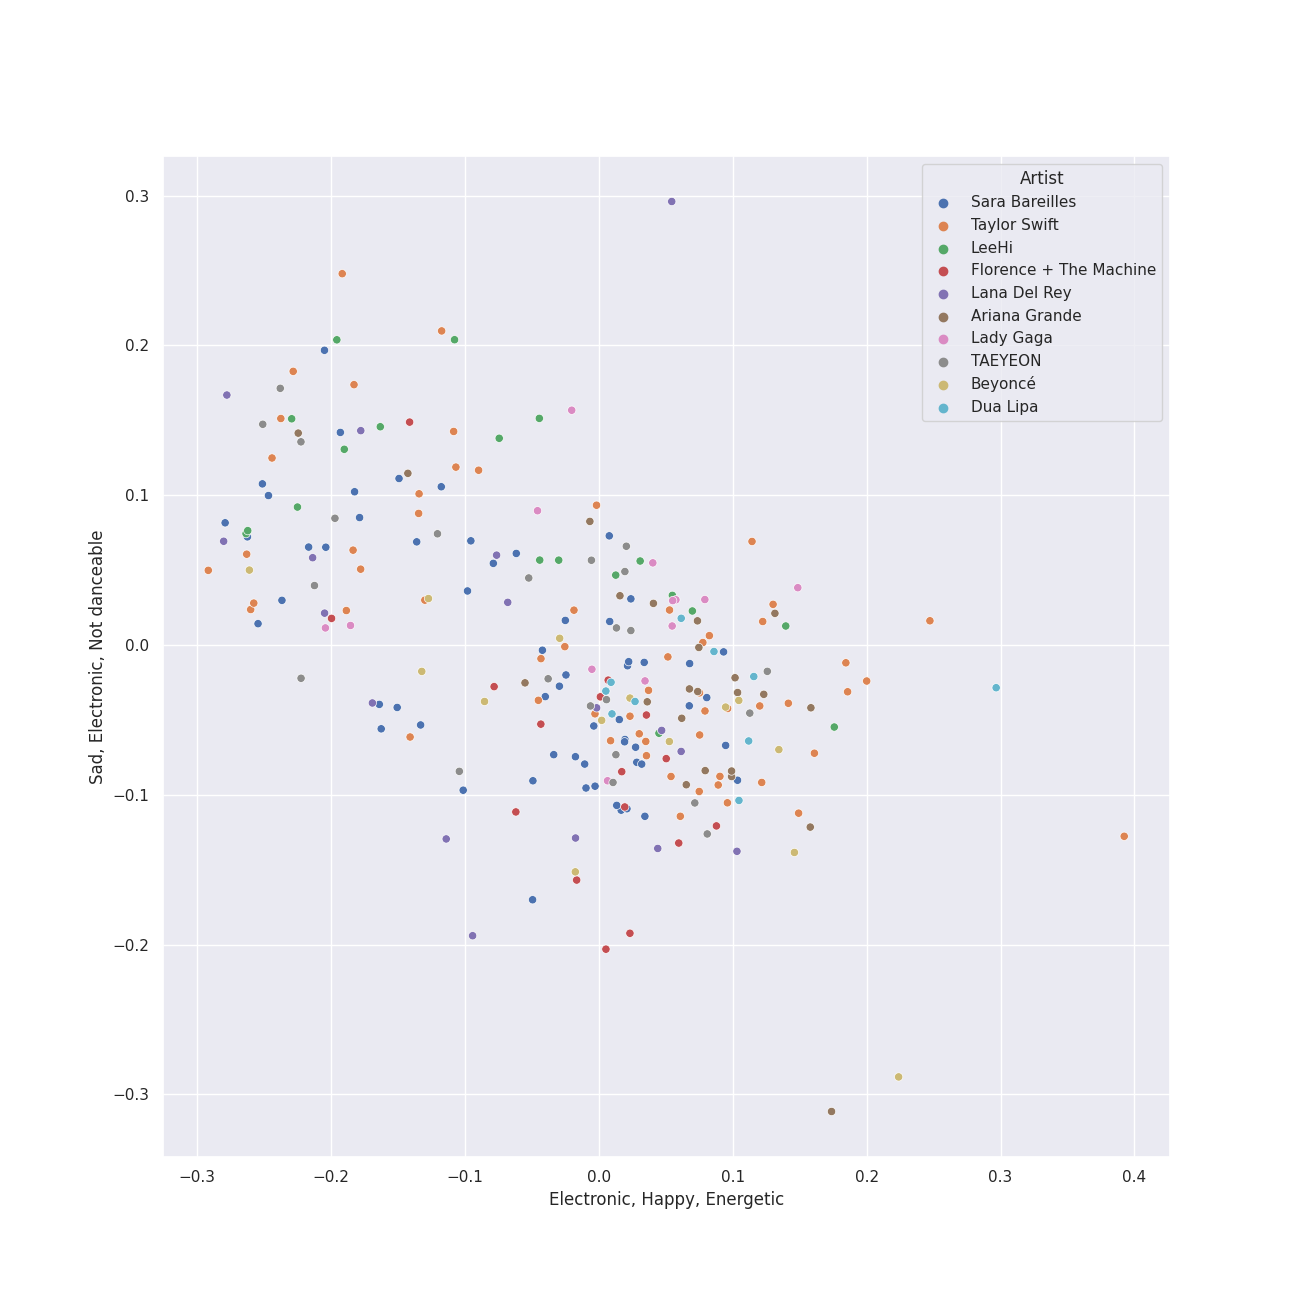 Artist
Sara Bareilles
Taylor Swift
LeeHi
Florence + The Machine
Lana Del Rey
Ariana Grande
Lady Gaga
TAEYEON
Beyoncé
Dua Lipa
0.3
0.2
0.1
0.0
−0.1
−0.2
−0.3
Sad, Electronic, Not danceable
−0.3 −0.2 −0.1 0.0 0.1 0.2 0.3 0.4
Electronic, Happy, Energetic